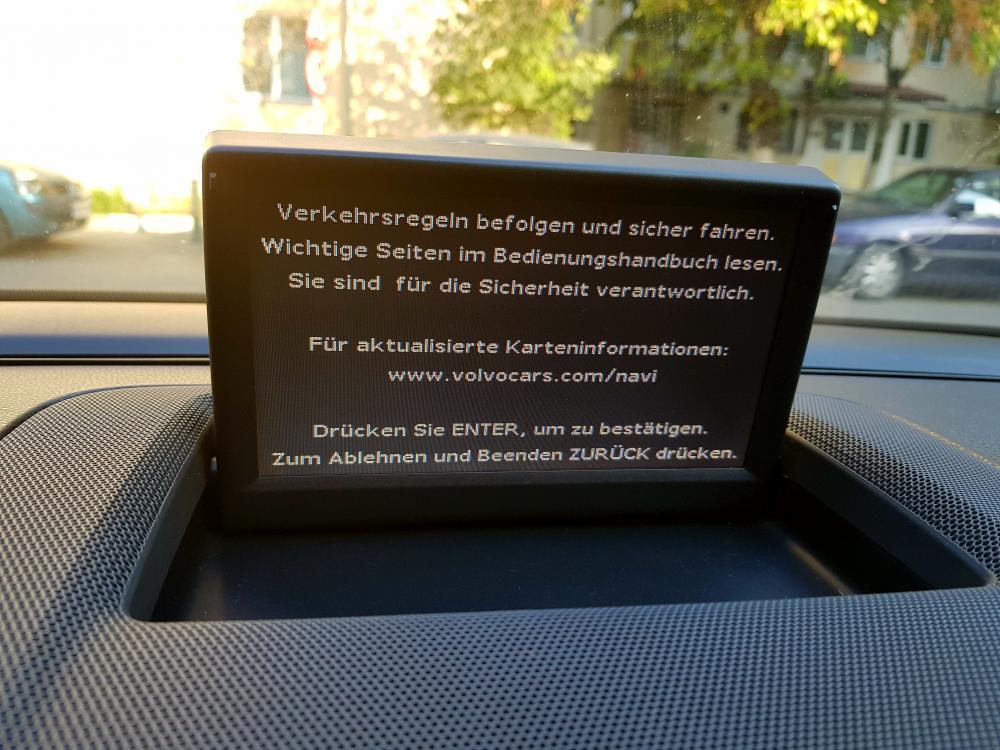 Verkehrsregeln befolgen und sicher fahren.
Wichtige Seiten im Bedienungshandbuch lesen.
Sie sind für die Sicherheit verantwortlich.
Für aktualisierte Karteninformationen:
www.volvocars.com/navi
Drücken Sie ENTER, um zu bestätigen.
Zum Ablehnen und Beenden ZURÜCK drücken.